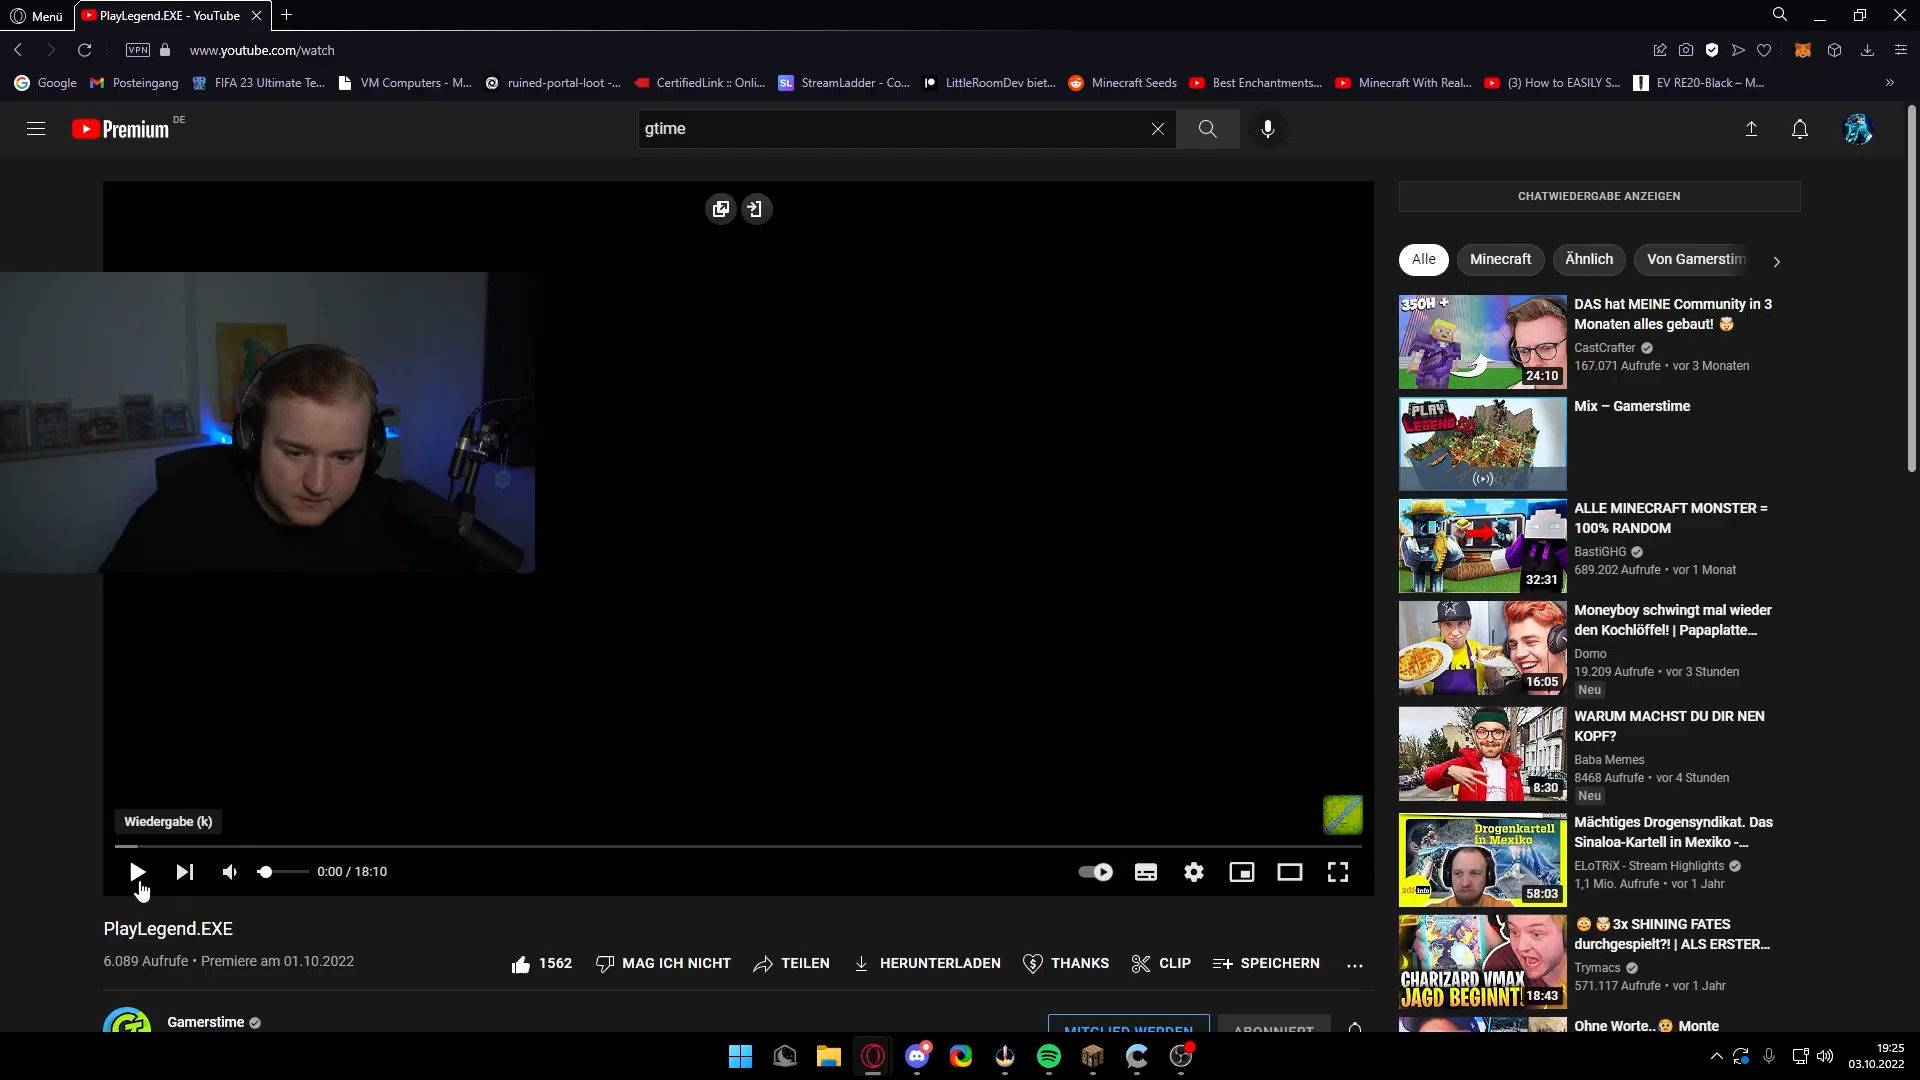 Menü
PlayLegend.EXE - YouTube
VPN
www.youtube.com/watch
Google
Posteingang
FIFA 23 Ultimate Te...
VM Computers - M...
ruined-portal-loot -...
CertifiedLink :: Onli...
SL StreamLadder - Co...
LittleRoomDev biet...
Minecraft Seeds
Best Enchantments...
Minecraft With Real...
(3) How to EASILY S...
EV RE20-Black – M...
Premium DE
gtime
CHATWIEDERGABE ANZEIGEN
Alle
Minecraft
Ähnlich
Von Gamerstim
350H +
24:10
DAS hat MEINE Community in 3
Monaten alles gebaut! 🤯
CastCrafter
167.071 Aufrufe • vor 3 Monaten
PLAY
LEGEND
Mix – Gamerstime
32:31
ALLE MINECRAFT MONSTER =
100% RANDOM
BastiGHG
689.202 Aufrufe • vor 1 Monat
16:05
Moneyboy schwingt mal wieder
den Kochlöffel! | Papaplatte...
Domo
19.209 Aufrufe • vor 3 Stunden
Neu
8:30
WARUM MACHST DU DIR NEN
KOPF?
Baba Memes
8468 Aufrufe • vor 4 Stunden
Neu
Drogenkartell
in Mexiko
zdf info
58:03
Mächtiges Drogensyndikat. Das
Sinaloa-Kartell in Mexiko -...
ELoTRiX - Stream Highlights
1,1 Mio. Aufrufe • vor 1 Jahr
CHARIZARD VMAX
JAGD BEGINNT!
18:43
😳🤯3x SHINING FATES
durchgespielt?! | ALS ERSTER...
Trymacs
571.117 Aufrufe • vor 1 Jahr
Ohne Worte..😢 Monte
Wiedergabe (k)
0:00 / 18:10
PlayLegend.EXE
6.089 Aufrufe • Premiere am 01.10.2022
1562
MAG ICH NICHT
TEILEN
HERUNTERLADEN
THANKS
CLIP
SPEICHERN
Gamerstime
MITGLIED WERDEN
ABONNIERT
19:25
03.10.2022